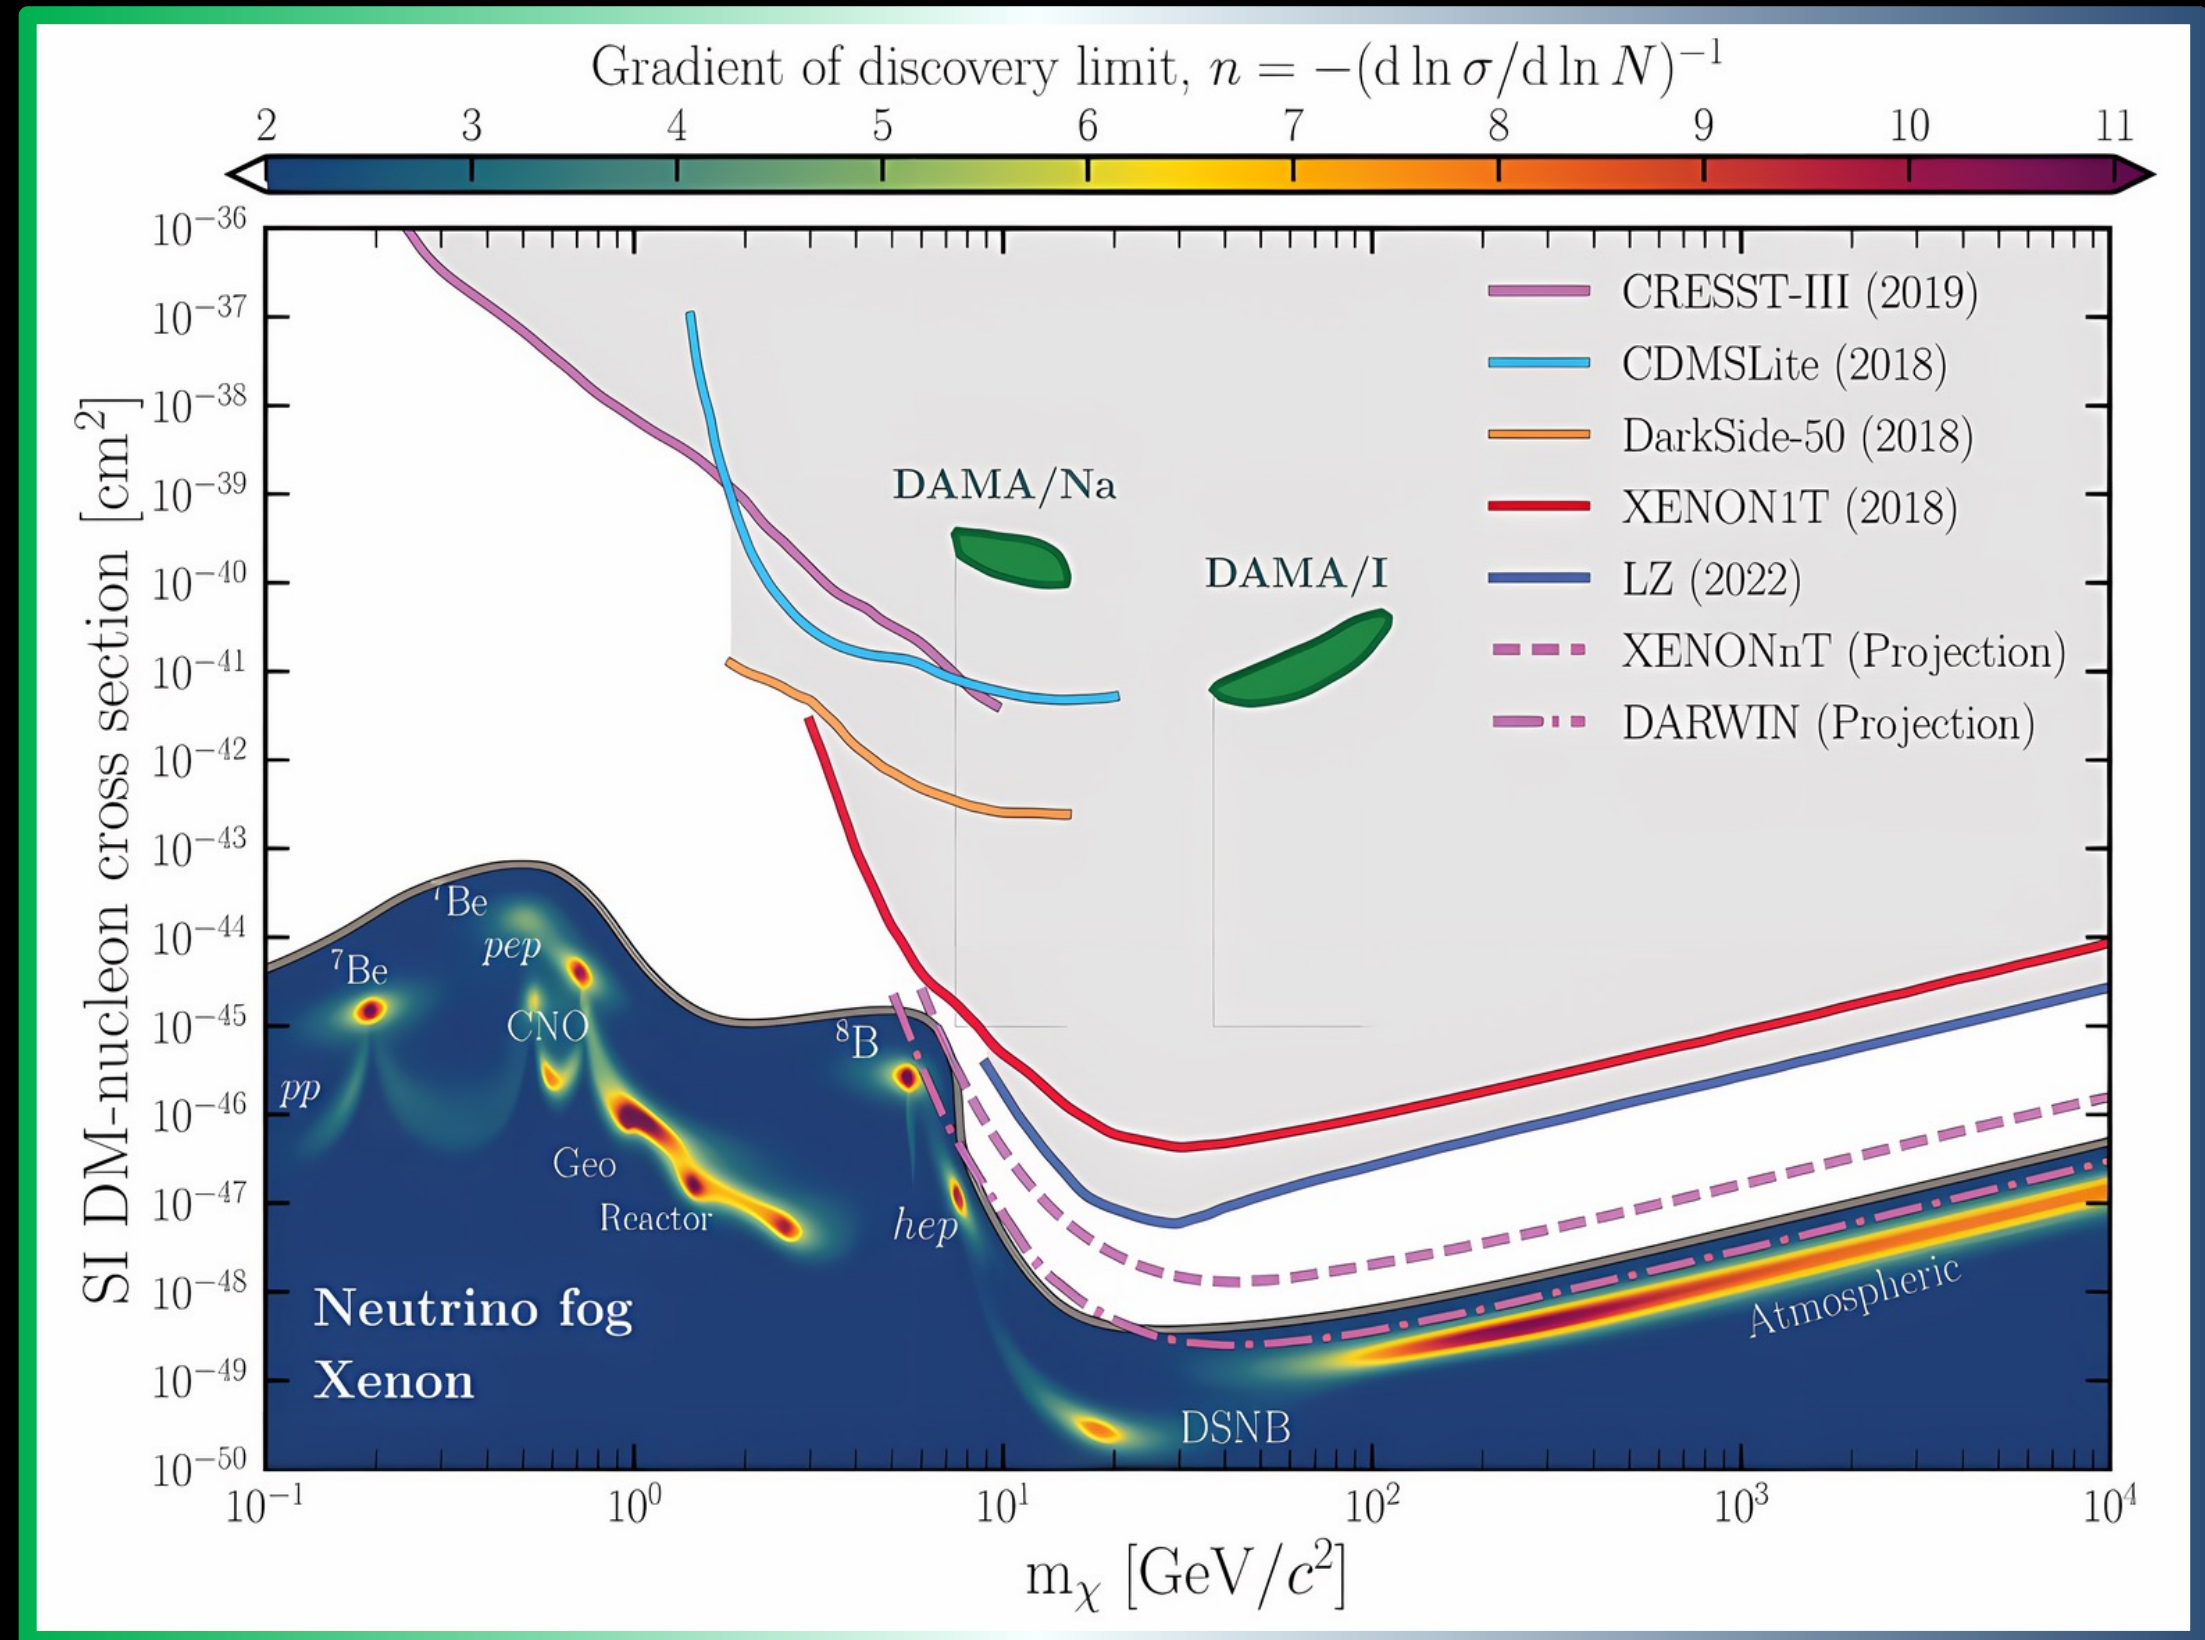 Gradient of discovery limit, n = −(d ln σ/d ln N)⁻¹
2 3 4 5 6 7 8 9 10 11
SI DM-nucleon cross section [cm²]
10⁻³⁶
10⁻³⁷
10⁻³⁸
10⁻³⁹
10⁻⁴⁰
10⁻⁴¹
10⁻⁴²
10⁻⁴³
10⁻⁴⁴
10⁻⁴⁵
10⁻⁴⁶
10⁻⁴⁷
10⁻⁴⁸
10⁻⁴⁹
10⁻⁵⁰
CRESST-III (2019)
CDMSLite (2018)
DarkSide-50 (2018)
XENON1T (2018)
LZ (2022)
XENONnT (Projection)
DARWIN (Projection)
DAMA/Na
DAMA/I
Be
pep
⁷Be
CNO
⁸B
pp
Geo
Reactor
hep
Atmospheric
DSNB
Neutrino fog
Xenon
10⁻¹ 10⁰ 10¹ 10² 10³ 10⁴
mχ [GeV/c²]